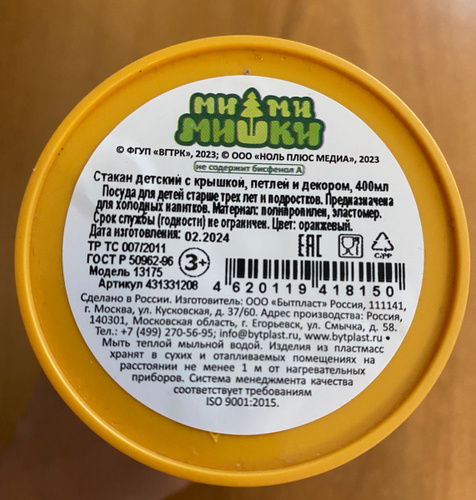 МИ МИ
МИШКИ
© ФГУП «ВГТРК», 2023; © ООО «НОЛЬ ПЛЮС МЕДИА», 2023
не содержит бисфенол А
Стакан детский с крышкой, петлей и декором, 400мл
Посуда для детей старше трех лет и подростков. Предназначена
для холодных напитков. Материал: полипропилен, эластомер.
Срок службы (годности) не ограничен. Цвет: оранжевый.
Дата изготовления: 02.2024
ТР ТС 007/2011
ГОСТ Р 50962-96
Модель 13175
Артикул 431331208
3+
EAC
5
C/PP
4 620119 418150
Сделано в России. Изготовитель: ООО «Бытпласт» Россия, 111141,
г. Москва, ул. Кусковская, д. 37/60. Адрес производства: Россия,
140301, Московская область, г. Егорьевск, ул. Смычка, д. 58.
Тел.: +7 (499) 270-56-95; info@bytplast.ru, www.bytplast.ru •
Мыть теплой мыльной водой. Изделия из пластмасс
хранят в сухих и отапливаемых помещениях на
расстоянии не менее 1 м от нагревательных
приборов. Система менеджмента качества
соответствует требованиям
ISO 9001:2015.